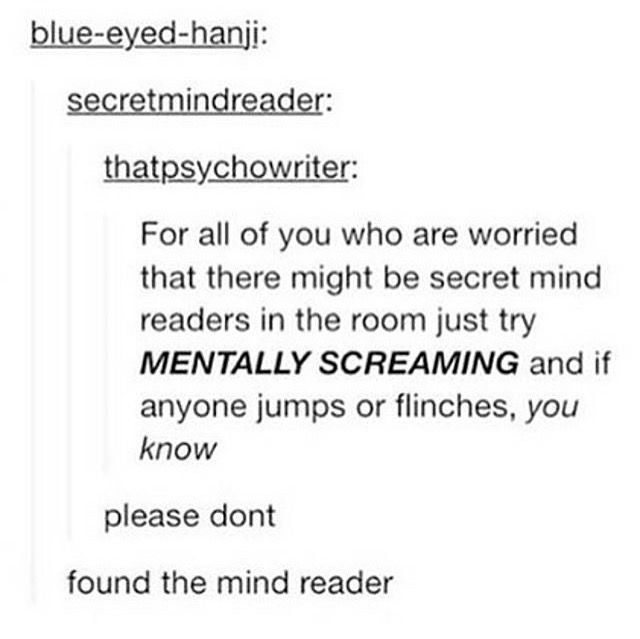 blue-eyed-hanji:
secretmindreader:
thatpsychowriter:
For all of you who are worried
that there might be secret mind
readers in the room just try
MENTALLY SCREAMING and if
anyone jumps or flinches, you
know
please dont
found the mind reader